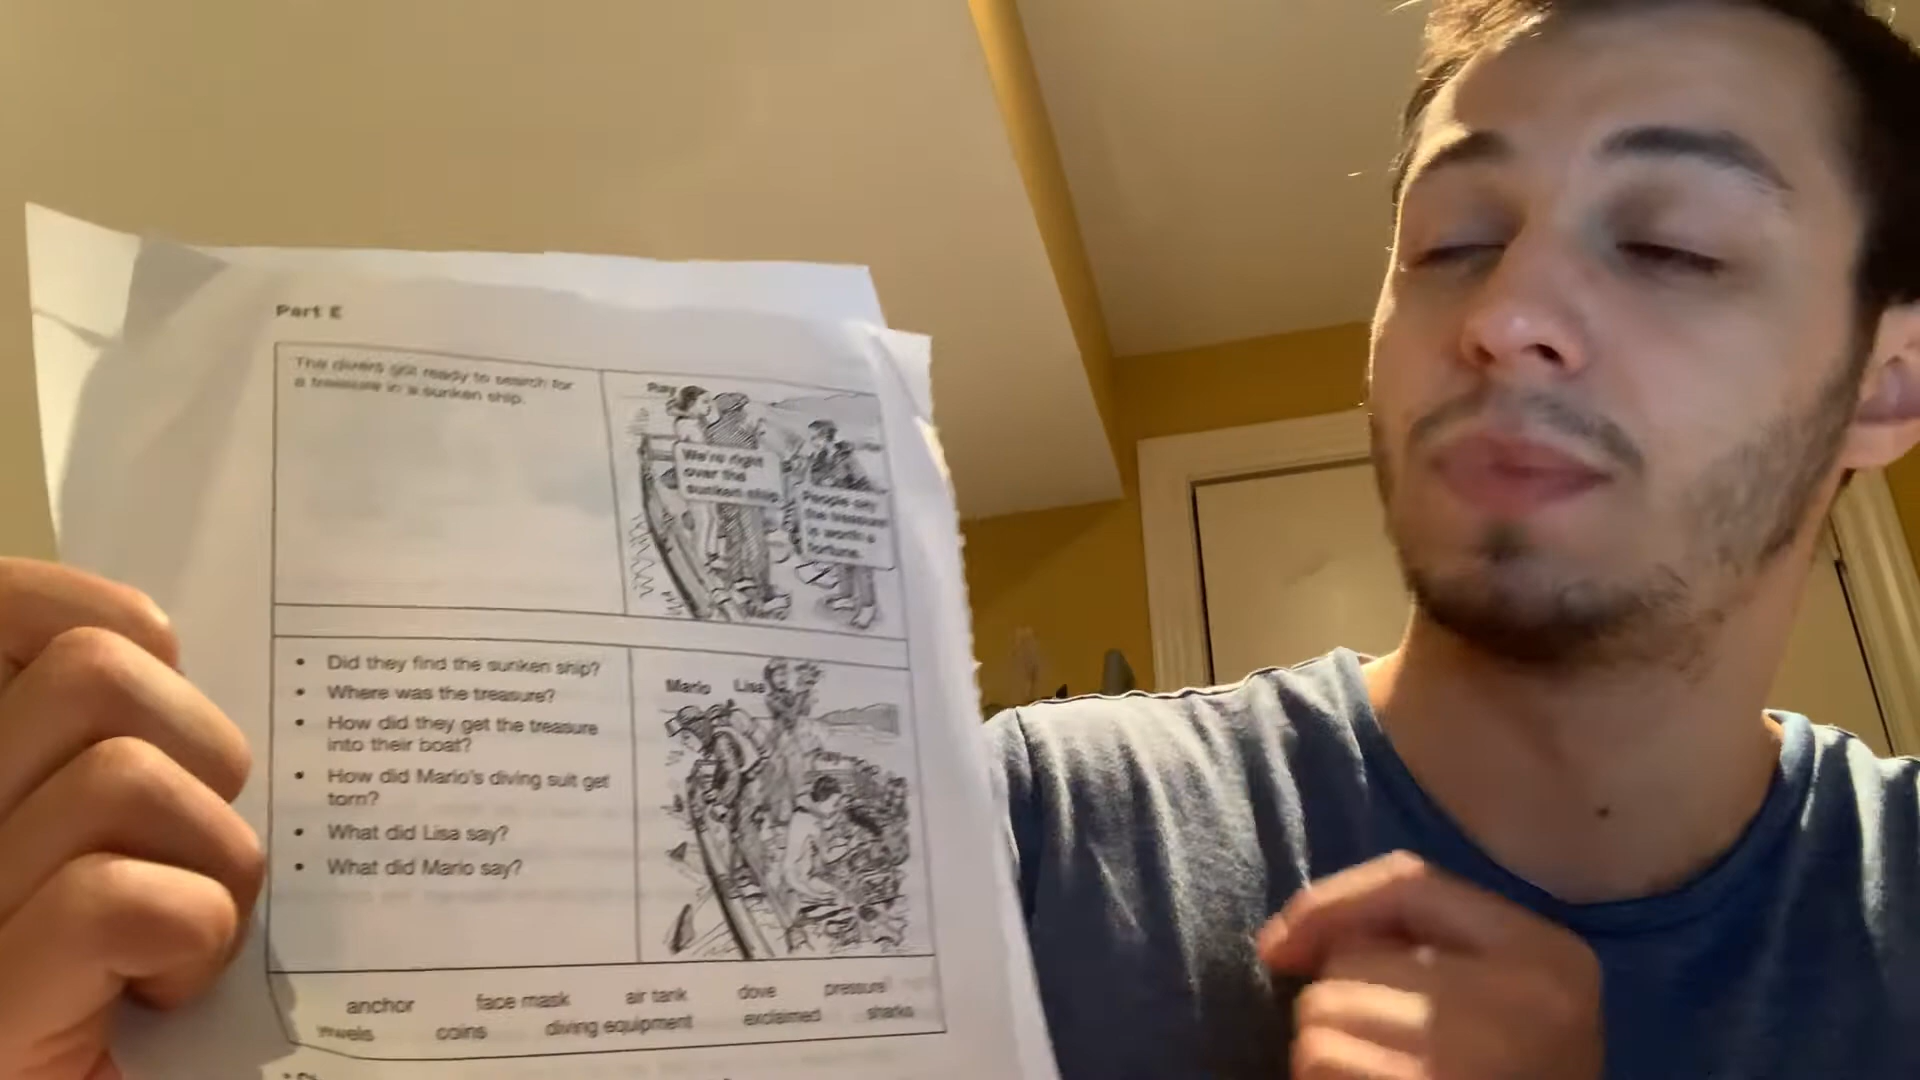 Part E
The divers got ready to search for
a treasure in a sunken ship.
Ray
We're right
over the
sunken ship
People say
the treasure
is worth a
fortune.
Mario
Did they find the sunken ship?
Where was the treasure?
How did they get the treasure
into their boat?
How did Mario's diving suit get
torn?
What did Lisa say?
What did Mario say?
Mario Lisa
Ray
anchor face mask air tank dove pressure
jewels coins diving equipment exclaimed sharks